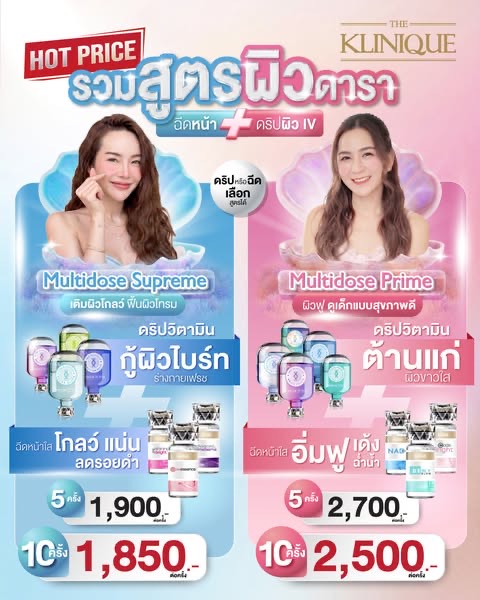 HOT PRICE
THE
KLINIQUE
รวมสูตรผิวดารา
ฉีดหน้า + ดริปผิว IV
ดริปหรือฉีด
เลือก
สูตรได้
Multidose Supreme
เติมผิวโกลว์ ฟื้นผิวโทรม
ดริปวิตามิน
กู้ผิวไบร์ท
ร่างกายเฟรช
ฉีดหน้าใส โกลว์ แน่น
ลดรอยดำ
5 ครั้ง 1,900.-
ต่อครั้ง
10 ครั้ง 1,850.-
ต่อครั้ง
Multidose Prime
ผิวฟู ดูเด็กแบบสุขภาพดี
ดริปวิตามิน
ต้านแก่
ผิวขาวใส
ฉีดหน้าใส อิ่มฟู เด้ง
ฉ่ำน้ำ
NAD
5 ครั้ง 2,700.-
ต่อครั้ง
10 ครั้ง 2,500.-
ต่อครั้ง